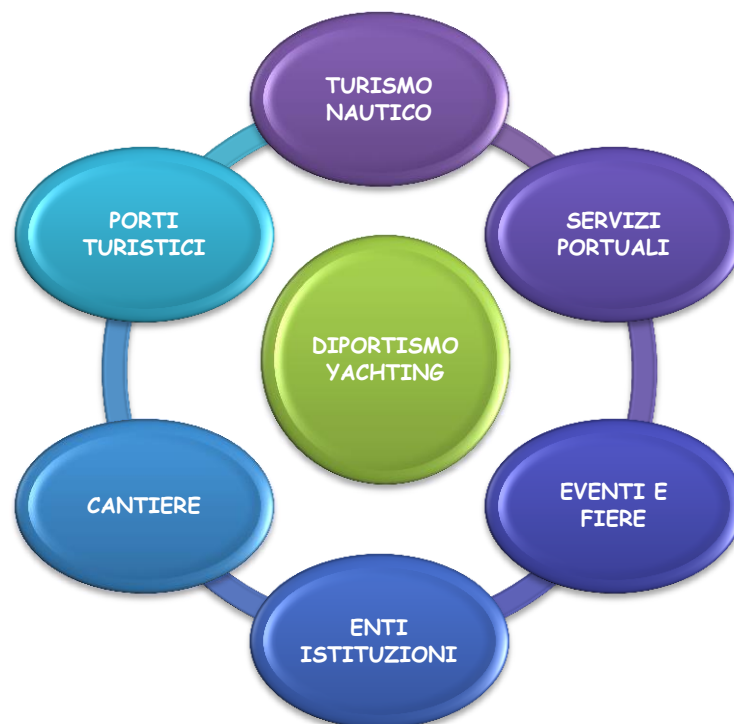 TURISMO
NAUTICO
PORTI
TURISTICI
SERVIZI
PORTUALI
DIPORTISMO
YACHTING
CANTIERE
EVENTI E
FIERE
ENTI
ISTITUZIONI